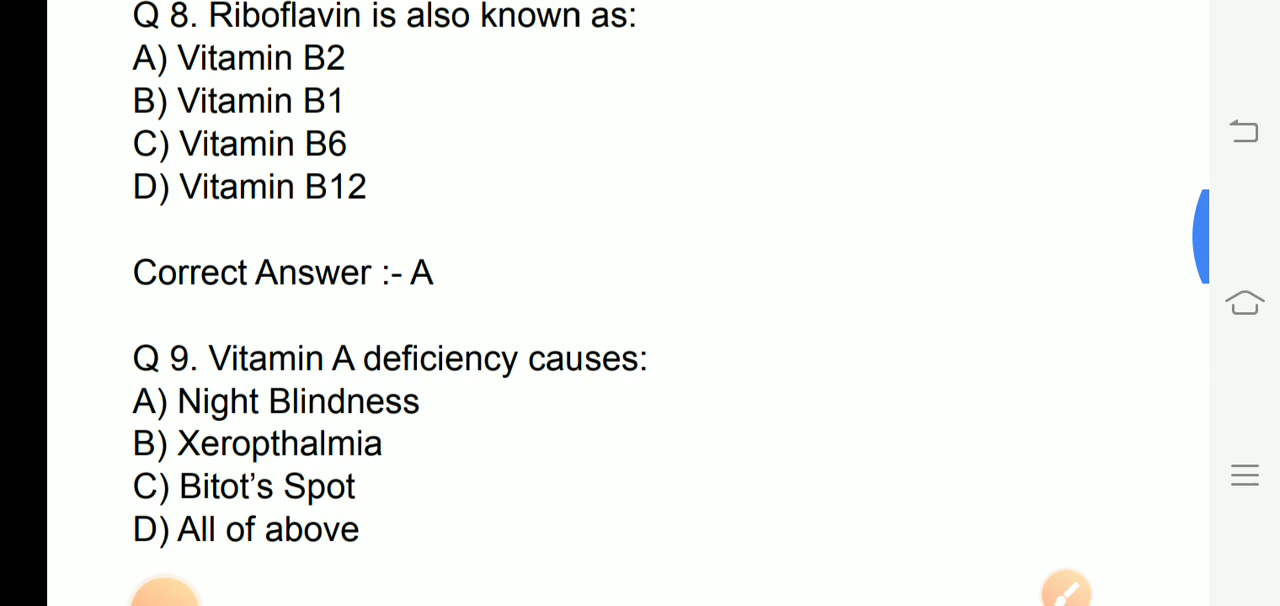 Q 8. Riboflavin is also known as:
A) Vitamin B2
B) Vitamin B1
C) Vitamin B6
D) Vitamin B12
Correct Answer :- A
Q 9. Vitamin A deficiency causes:
A) Night Blindness
B) Xeropthalmia
C) Bitot’s Spot
D) All of above